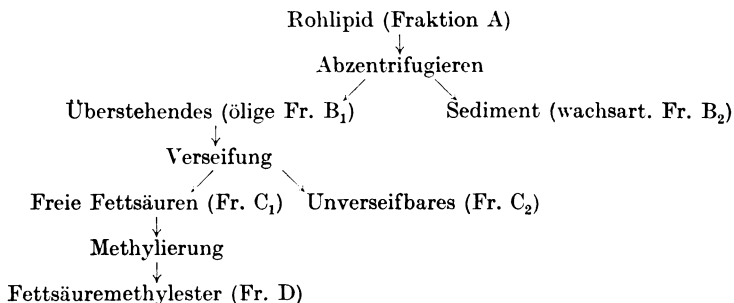 Rohlipid (Fraktion A)
Abzentrifugieren
Überstehendes (ölige Fr. B₁) Sediment (wachsart. Fr. B₂)
Verseifung
Freie Fettsäuren (Fr. C₁) Unverseifbares (Fr. C₂)
Methylierung
Fettsäuremethylester (Fr. D)